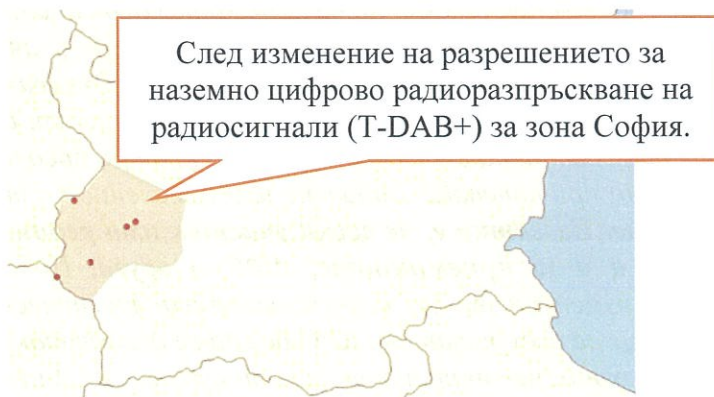 След изменение на разрешението за
наземно цифрово радиоразпръскване на
радиосигнали (T-DAB+) за зона София.